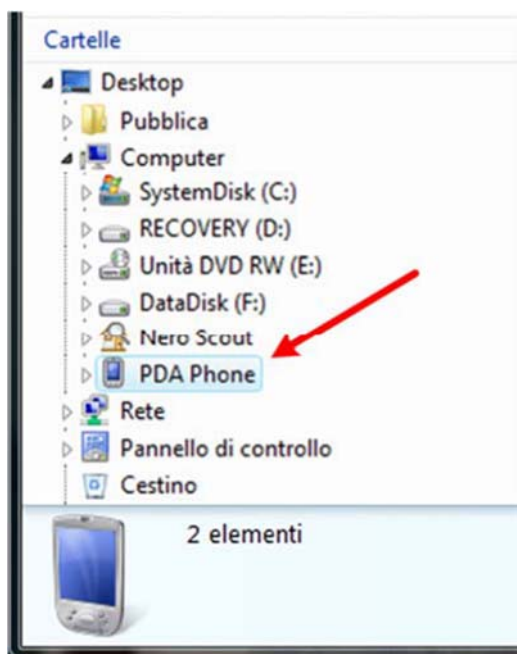 Cartelle
Desktop
Pubblica
Computer
SystemDisk (C:)
RECOVERY (D:)
Unità DVD RW (E:)
DataDisk (F:)
Nero Scout
PDA Phone
Rete
Pannello di controllo
Cestino
2 elementi